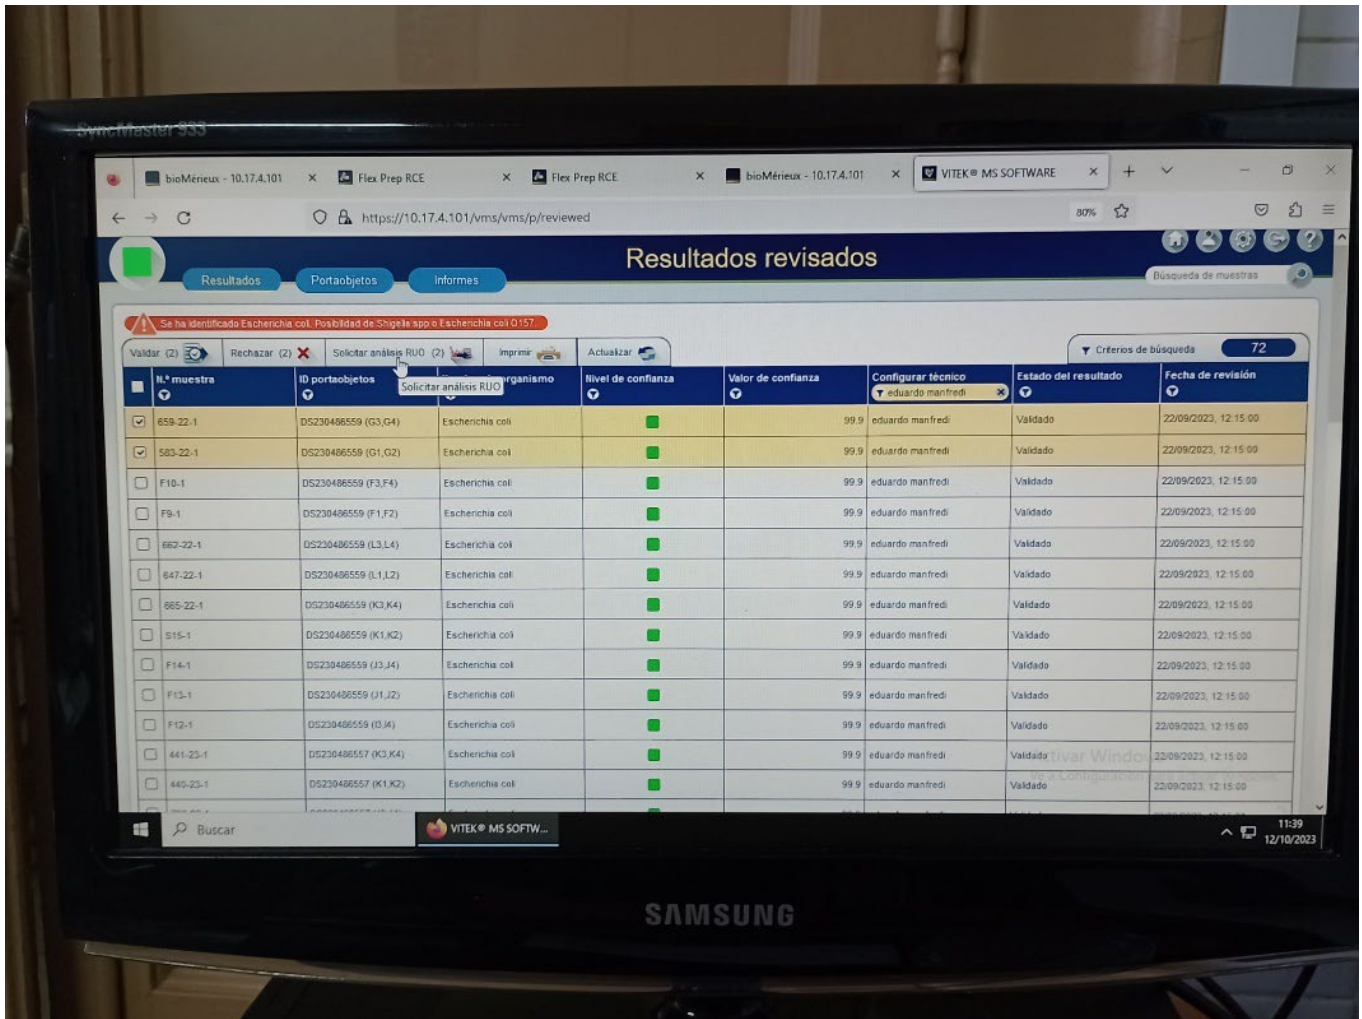 SyncMaster 933
bioMérieux - 10.17.4.101
Flex Prep RCE
Flex Prep RCE
bioMérieux - 10.17.4.101
VITEK® MS SOFTWARE
https://10.17.4.101/vms/vms/p/reviewed
80%
Resultados revisados
Resultados
Portaobjetos
Informes
Búsqueda de muestras
Se ha identificado Escherichia coli. Posibilidad de Shigella spp o Escherichia coli O157.
Validar (2)
Rechazar (2)
Solicitar análisis RUO (2)
Imprimir
Actualizar
Criterios de búsqueda
72
N.º muestra
ID portaobjetos
organismo
Nivel de confianza
Valor de confianza
Configurar técnico
Estado del resultado
Fecha de revisión
Solicitar análisis RUO
eduardo manfredi
659-22-1 DS230486559 (G3,G4) Escherichia coli 99.9 eduardo manfredi Validado 22/09/2023, 12:15:00
583-22-1 DS230486559 (G1,G2) Escherichia coli 99.9 eduardo manfredi Validado 22/09/2023, 12:15:00
F10-1 DS230486559 (F3,F4) Escherichia coli 99.9 eduardo manfredi Validado 22/09/2023, 12:15:00
F9-1 DS230486559 (F1,F2) Escherichia coli 99.9 eduardo manfredi Validado 22/09/2023, 12:15:00
662-22-1 DS230486559 (L3,L4) Escherichia coli 99.9 eduardo manfredi Validado 22/09/2023, 12:15:00
647-22-1 DS230486559 (L1,L2) Escherichia coli 99.9 eduardo manfredi Validado 22/09/2023, 12:15:00
665-22-1 DS230486559 (K3,K4) Escherichia coli 99.9 eduardo manfredi Validado 22/09/2023, 12:15:00
S15-1 DS230486559 (K1,K2) Escherichia coli 99.9 eduardo manfredi Validado 22/09/2023, 12:15:00
F14-1 DS230486559 (J3,J4) Escherichia coli 99.9 eduardo manfredi Validado 22/09/2023, 12:15:00
F13-1 DS230486559 (J1,J2) Escherichia coli 99.9 eduardo manfredi Validado 22/09/2023, 12:15:00
F12-1 DS230486559 (I3,I4) Escherichia coli 99.9 eduardo manfredi Validado 22/09/2023, 12:15:00
441-23-1 DS230486557 (K3,K4) Escherichia coli 99.9 eduardo manfredi Validado 22/09/2023, 12:15:00
440-23-1 DS230486557 (K1,K2) Escherichia coli 99.9 eduardo manfredi Validado 22/09/2023, 12:15:00
Buscar
VITEK® MS SOFTW...
11:39
12/10/2023
SAMSUNG